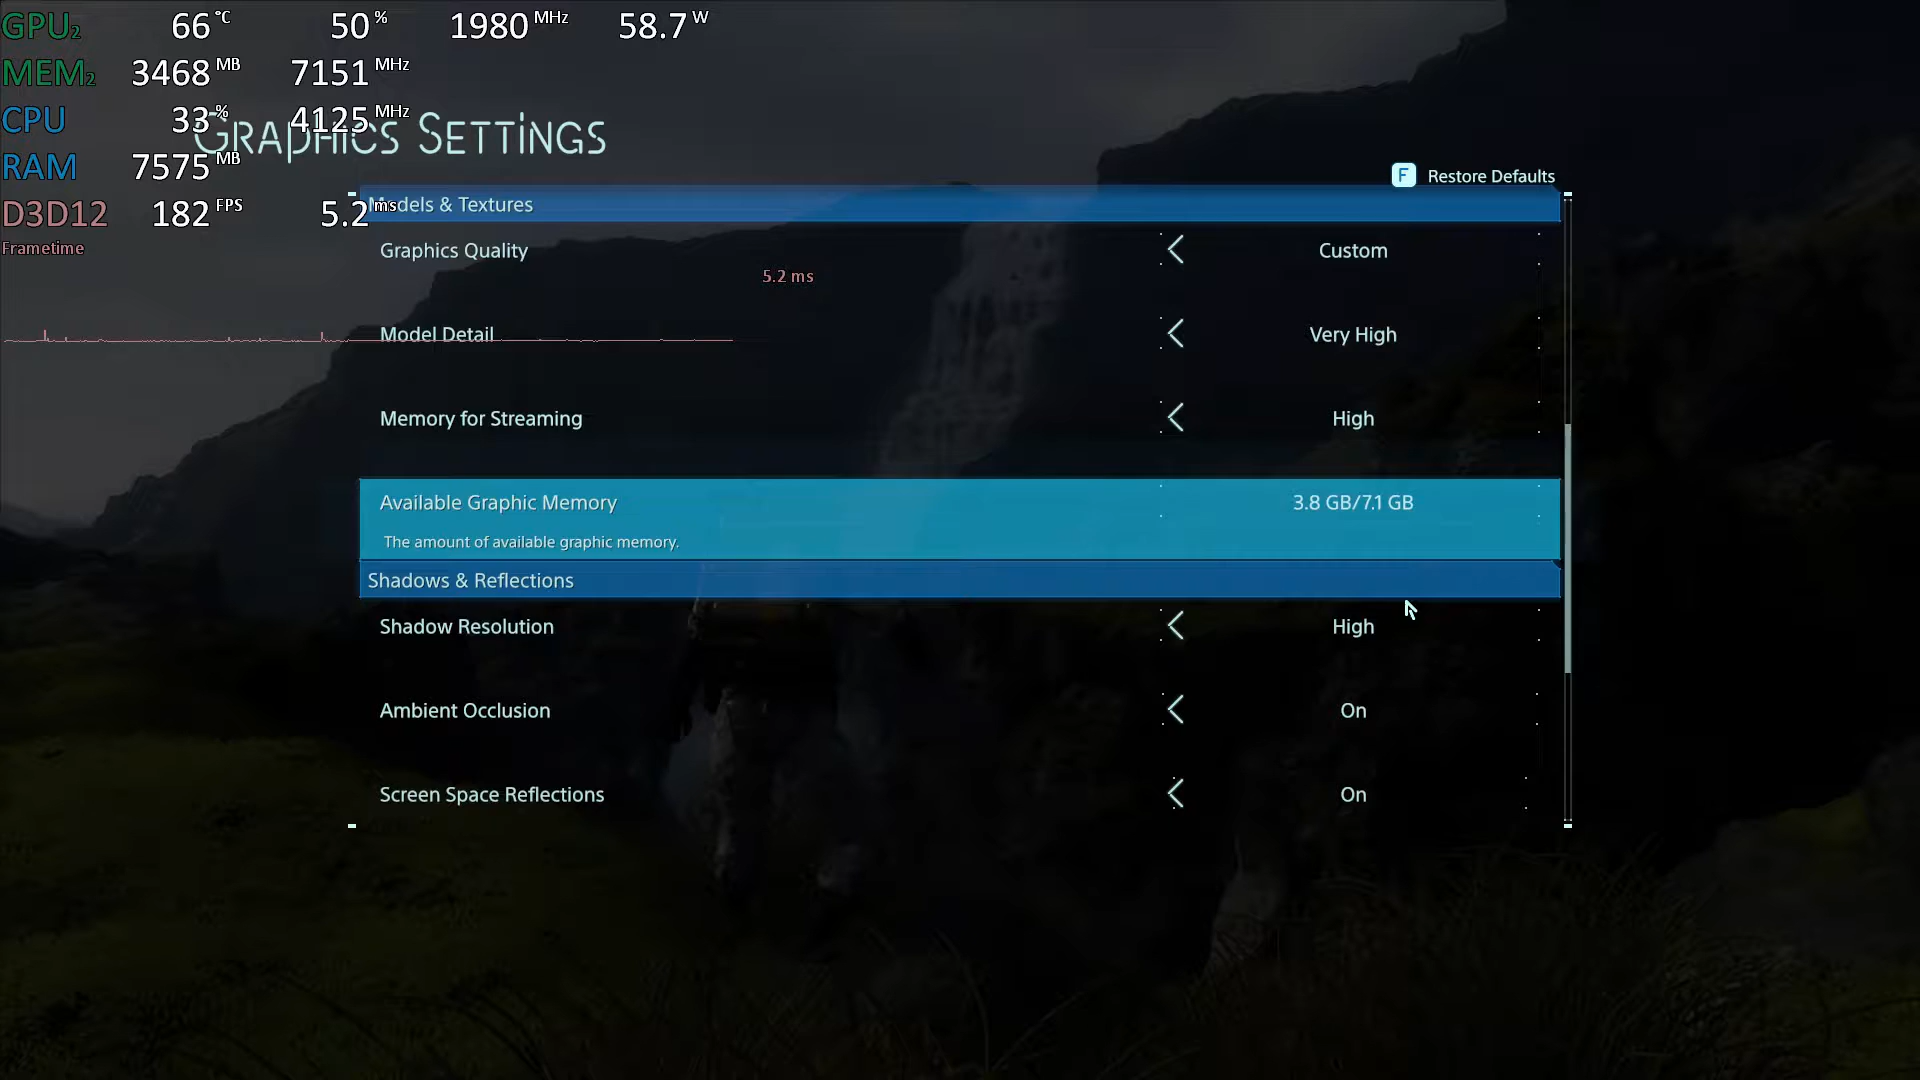 GPU2 66 °C 50 % 1980 MHz 58.7 W
MEM2 3468 MB 7151 MHz
CPU 33 % 4125 MHz
Graphics Settings
RAM 7575 MB
F Restore Defaults
D3D12 182 FPS 5.2 ms
Models & Textures
Frametime
Graphics Quality Custom
5.2 ms
Model Detail Very High
Memory for Streaming High
Available Graphic Memory 3.8 GB/7.1 GB
The amount of available graphic memory.
Shadows & Reflections
Shadow Resolution High
Ambient Occlusion On
Screen Space Reflections On